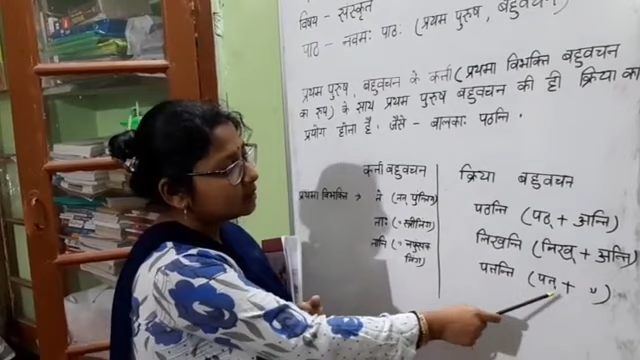 विषय - संस्कृत
पाठ - नवमः पाठः (प्रथम पुरुष, बहुवचन)
प्रथम पुरुष, बहुवचन के कर्त्ता (प्रथमा विभक्ति बहुवचन
का रूप) के साथ प्रथम पुरुष बहुवचन की ही क्रिया का
प्रयोग होता है। जैसे - बालकाः पठन्ति।
कर्त्ता बहुवचन
प्रथमा विभक्ति → ते (तत् पुल्लिंग)
ताः (" स्त्रीलिंग)
तानि (" नपुंसक
लिंग)
क्रिया बहुवचन
पठन्ति (पठ् + अन्ति)
लिखन्ति (लिख् + अन्ति)
पतन्ति (पत् + ")